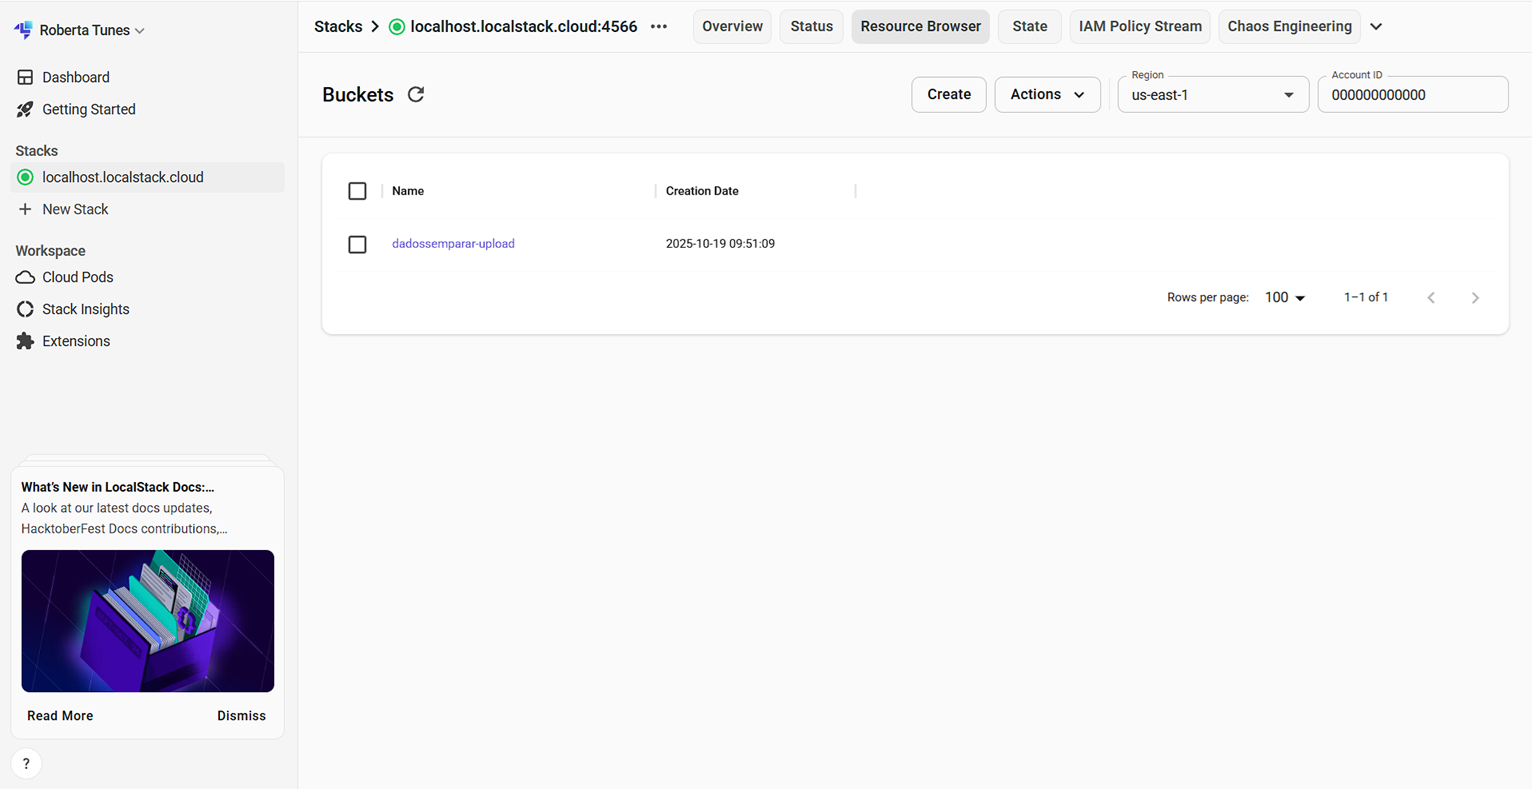 Roberta Tunes
Dashboard
Getting Started
Stacks
localhost.localstack.cloud
New Stack
Workspace
Cloud Pods
Stack Insights
Extensions
What's New in LocalStack Docs:...
A look at our latest docs updates,
HacktoberFest Docs contributions,...
Read More Dismiss
?
Stacks > localhost.localstack.cloud:4566 ••• Overview Status Resource Browser State IAM Policy Stream Chaos Engineering
Buckets Create Actions Region us-east-1 Account ID 000000000000
Name Creation Date
dadossemparar-upload 2025-10-19 09:51:09
Rows per page: 100 1–1 of 1